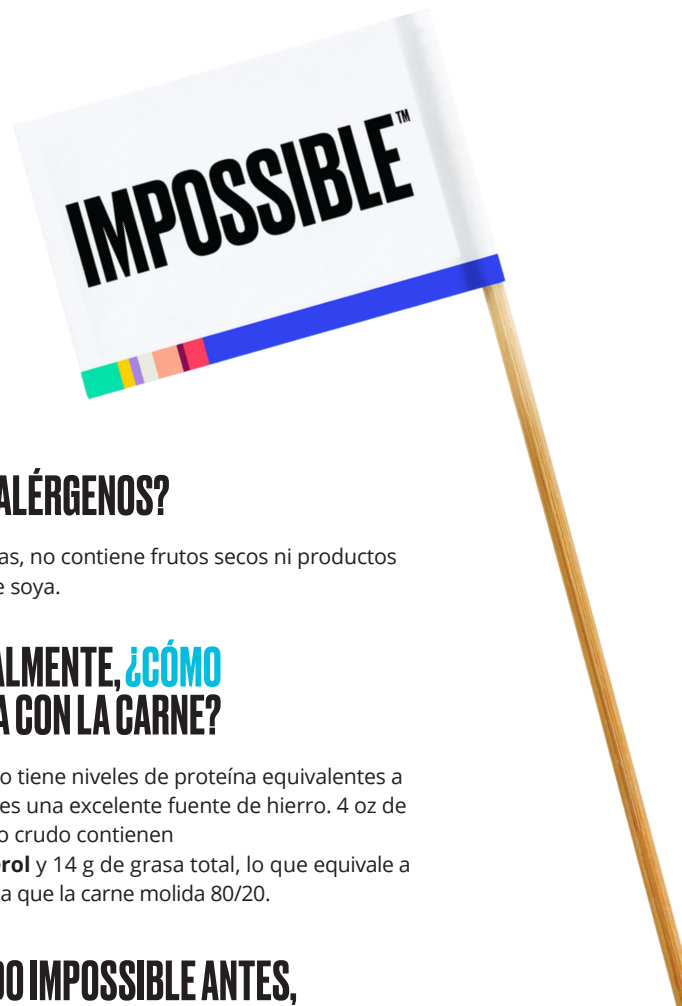 IMPOSSIBLE™
ALÉRGENOS?
as, no contiene frutos secos ni productos
e soya.
ALMENTE, ¿CÓMO
A CON LA CARNE?
o tiene niveles de proteína equivalentes a
es una excelente fuente de hierro. 4 oz de
o crudo contienen
rol y 14 g de grasa total, lo que equivale a
a que la carne molida 80/20.
DO IMPOSSIBLE ANTES,